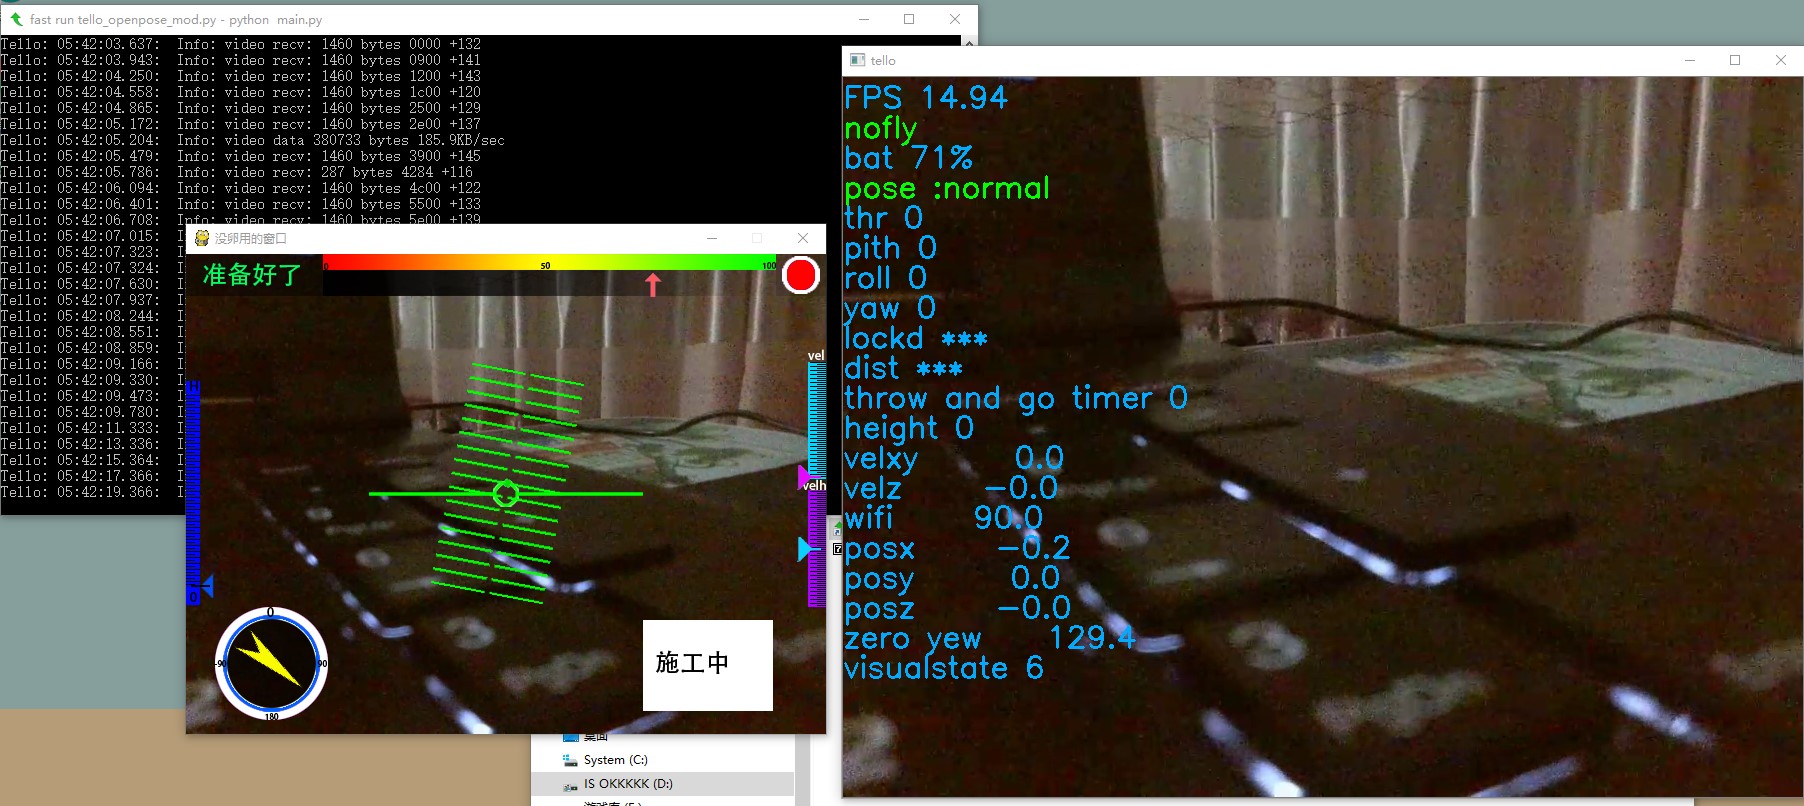 fast run tello_openpose_mod.py - python  main.py
Tello: 05:42:03.637:  Info: video recv: 1460 bytes 0000 +132
Tello: 05:42:03.943:  Info: video recv: 1460 bytes 0900 +141
Tello: 05:42:04.250:  Info: video recv: 1460 bytes 1200 +143
Tello: 05:42:04.558:  Info: video recv: 1460 bytes 1c00 +120
Tello: 05:42:04.865:  Info: video recv: 1460 bytes 2500 +129
Tello: 05:42:05.172:  Info: video recv: 1460 bytes 2e00 +137
Tello: 05:42:05.204:  Info: video data 380733 bytes 185.9KB/sec
Tello: 05:42:05.479:  Info: video recv: 1460 bytes 3900 +145
Tello: 05:42:05.786:  Info: video recv: 287 bytes 4284 +116
Tello: 05:42:06.094:  Info: video recv: 1460 bytes 4c00 +122
Tello: 05:42:06.401:  Info: video recv: 1460 bytes 5500 +133
Tello: 05:42:06.708:  Info: video recv: 1460 bytes 5e00 +139
Tello: 05:42:07.015:  I
Tello: 05:42:07.323:  I
Tello: 05:42:07.324:  I
Tello: 05:42:07.630:  I
Tello: 05:42:07.937:  I
Tello: 05:42:08.244:  I
Tello: 05:42:08.551:  I
Tello: 05:42:08.859:  I
Tello: 05:42:09.166:  I
Tello: 05:42:09.330:  I
Tello: 05:42:09.473:  I
Tello: 05:42:09.780:  I
Tello: 05:42:11.333:  I
Tello: 05:42:13.336:  I
Tello: 05:42:15.364:  I
Tello: 05:42:17.366:  I
Tello: 05:42:19.366:  I
没卵用的窗口
准备好了
0 50 100
vel
velh
H
0
0
-90 90
180
施工中
桌面
System (C:)
IS OKKKKK (D:)
tello
FPS 14.94
nofly
bat 71%
pose :normal
thr 0
pith 0
roll 0
yaw 0
lockd ***
dist ***
throw and go timer 0
height 0
velxy 0.0
velz -0.0
wifi 90.0
posx -0.2
posy 0.0
posz -0.0
zero yew 129.4
visualstate 6